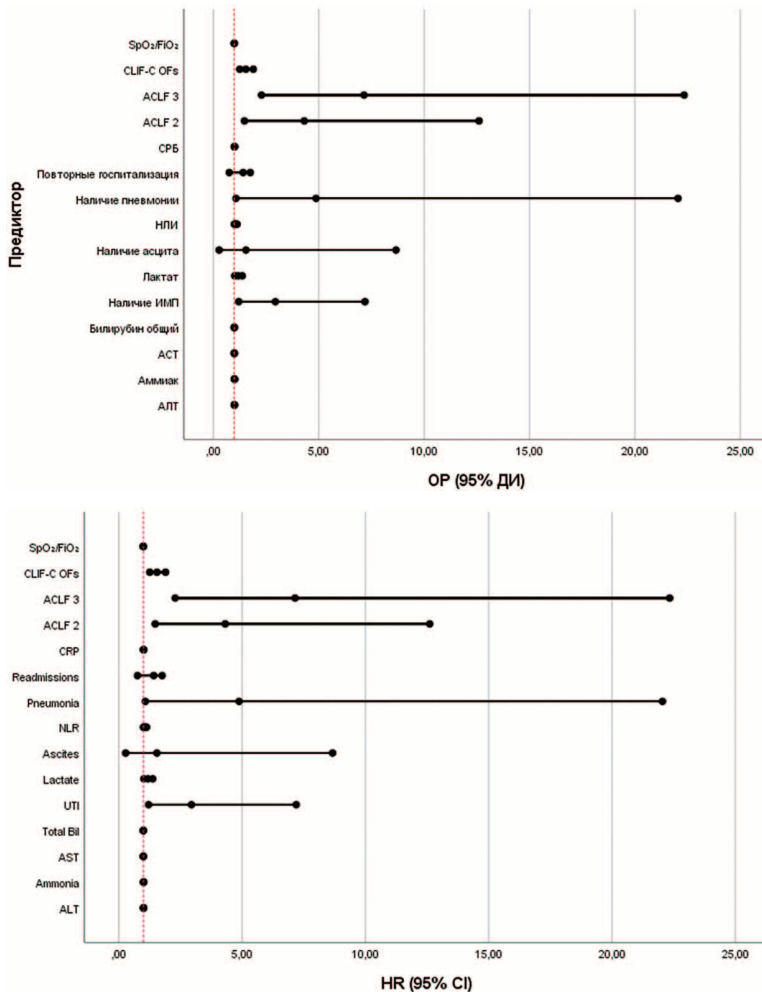 Предиктор
SpO₂/FiO₂
CLIF-C OFs
ACLF 3
ACLF 2
СРБ
Повторные госпитализация
Наличие пневмонии
НЛИ
Наличие асцита
Лактат
Наличие ИМП
Билирубин общий
АСТ
Аммиак
АЛТ
,00 5,00 10,00 15,00 20,00 25,00
ОР (95% ДИ)
SpO₂/FiO₂
CLIF-C OFs
ACLF 3
ACLF 2
CRP
Readmissions
Pneumonia
NLR
Ascites
Lactate
UTI
Total Bil
AST
Ammonia
ALT
,00 5,00 10,00 15,00 20,00 25,00
HR (95% CI)